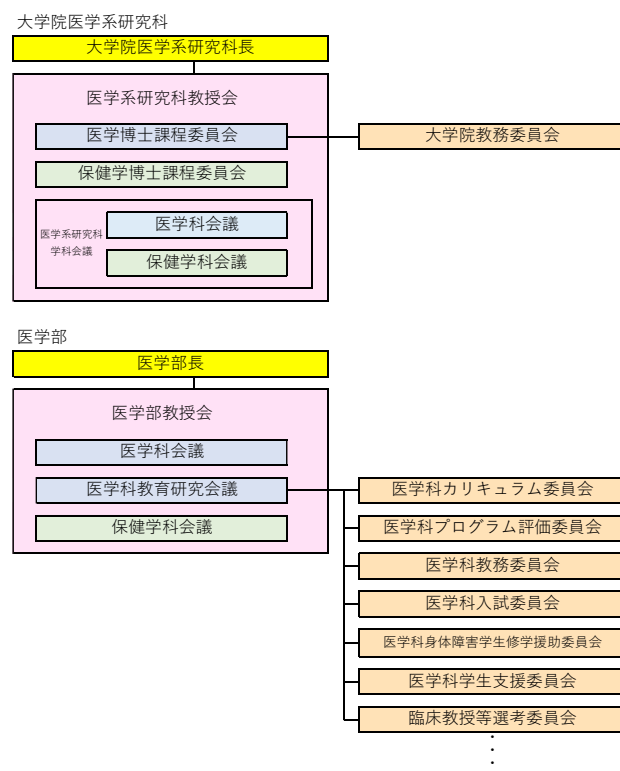 大学院医学系研究科
大学院医学系研究科長
医学系研究科教授会
医学博士課程委員会
大学院教務委員会
保健学博士課程委員会
医学系研究科
学科会議
医学科会議
保健学科会議
医学部
医学部長
医学部教授会
医学科会議
医学科教育研究会議
保健学科会議
医学科カリキュラム委員会
医学科プログラム評価委員会
医学科教務委員会
医学科入試委員会
医学科身体障害学生修学援助委員会
医学科学生支援委員会
臨床教授等選考委員会
・
・
・